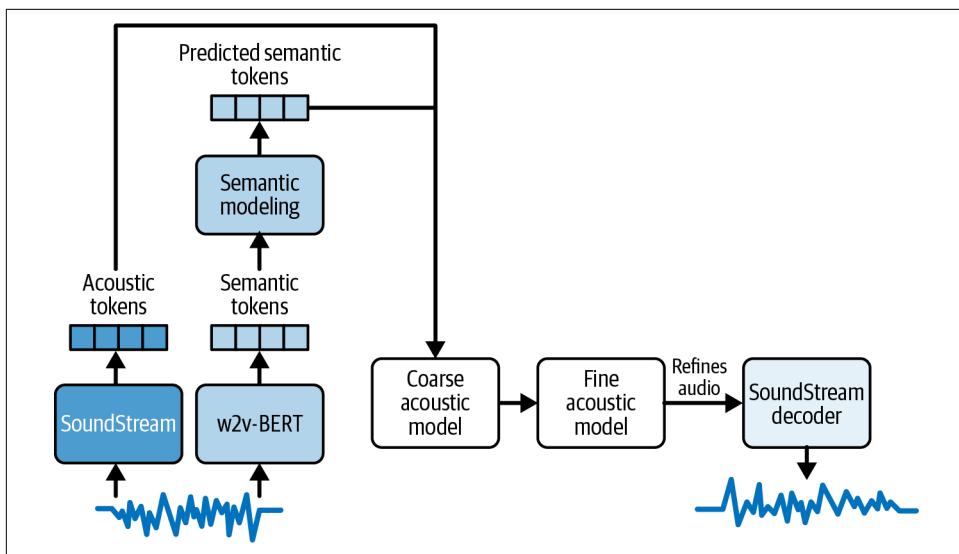 Predicted semantic
tokens
Semantic
modeling
Acoustic
tokens
Semantic
tokens
SoundStream
w2v-BERT
Coarse
acoustic
model
Fine
acoustic
model
Refines
audio
SoundStream
decoder